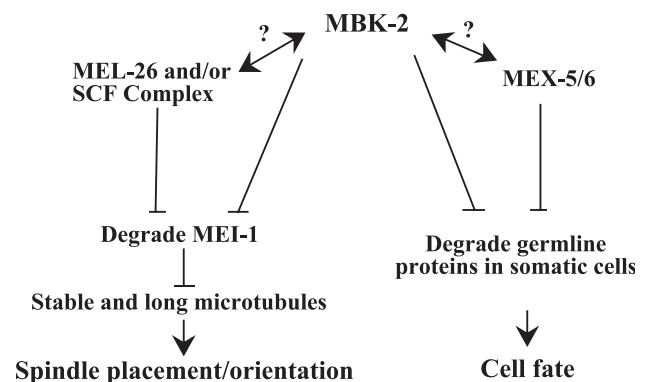 MBK-2
?
?
MEL-26 and/or
SCF Complex
MEX-5/6
Degrade MEI-1
Degrade germline
proteins in somatic cells
Stable and long microtubules
Spindle placement/orientation
Cell fate